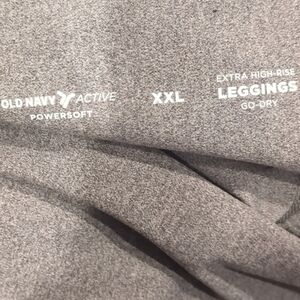 OLD NAVY ACTIVE
POWERSOFT
XXL
EXTRA HIGH-RISE
LEGGINGS
GO-DRY